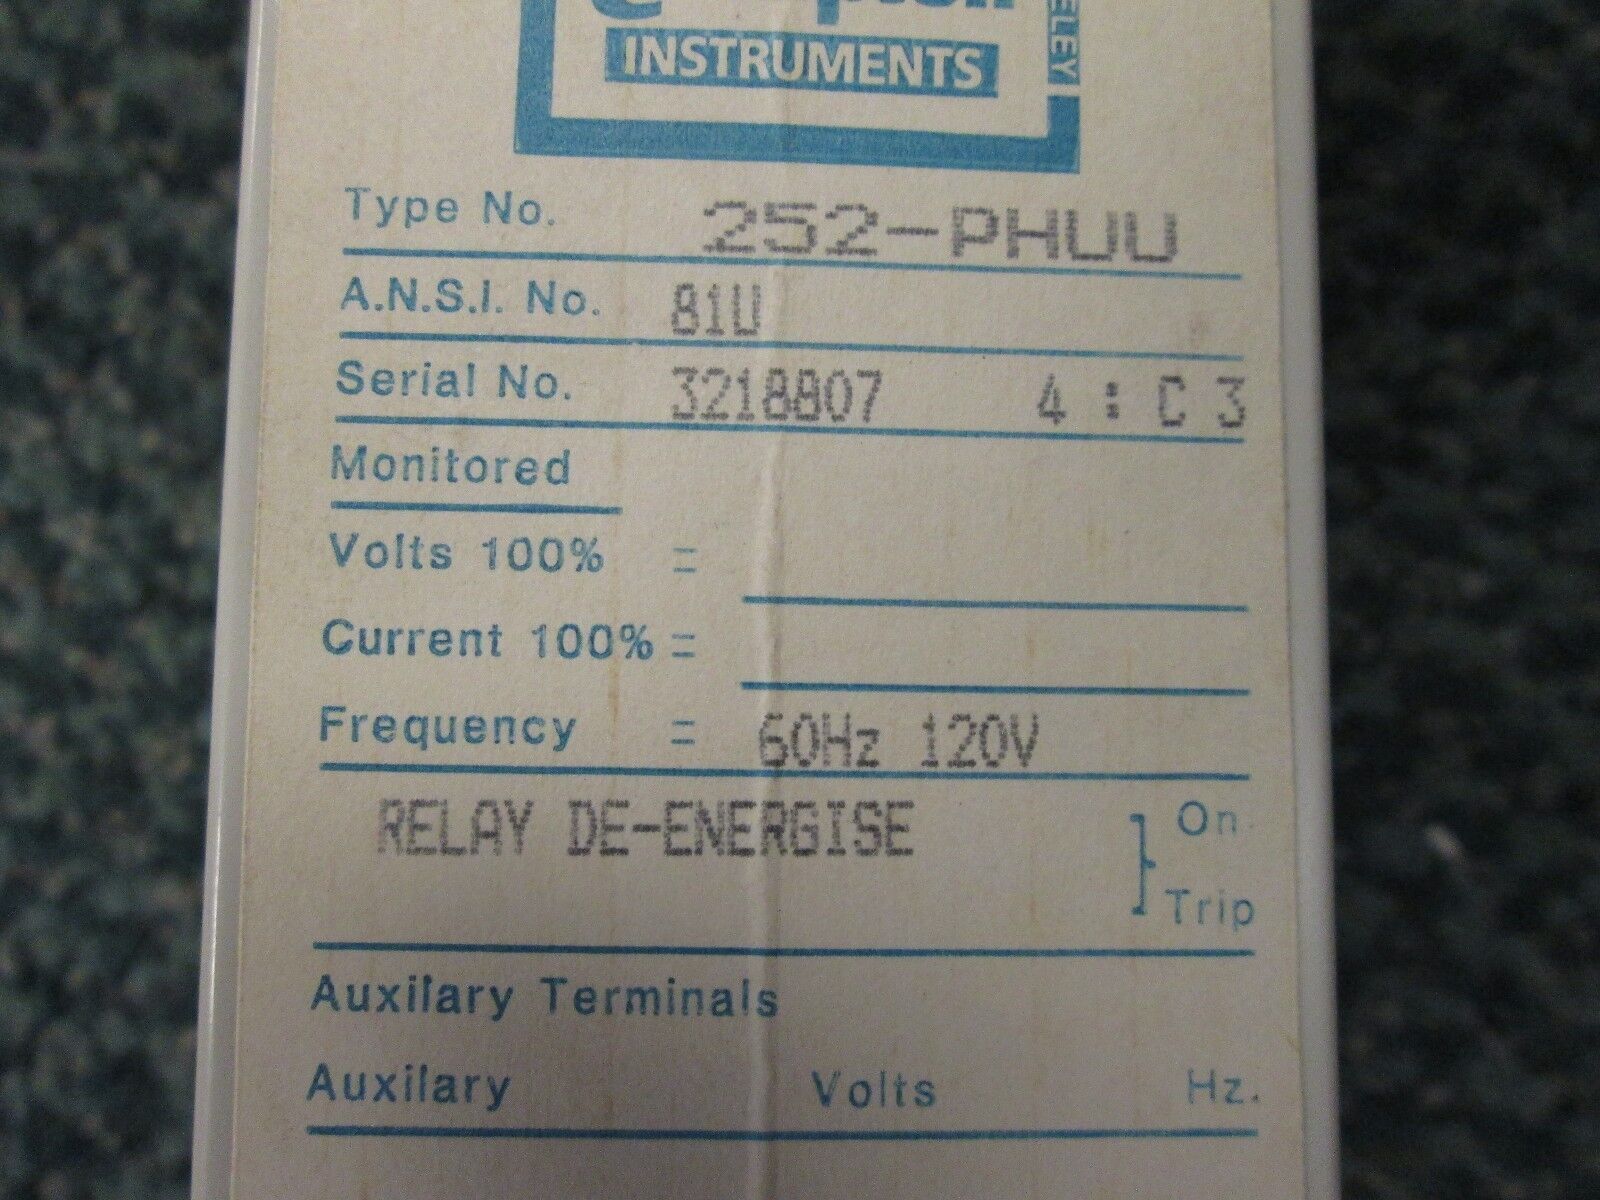 INSTRUMENTS
Type No. 252-PHUU
A.N.S.I. No. 81U
Serial No. 3218807 4 : C 3
Monitored
Volts 100% =
Current 100% =
Frequency = 60Hz 120V
RELAY DE-ENERGISE } On
Trip
Auxilary Terminals
Auxilary Volts Hz.